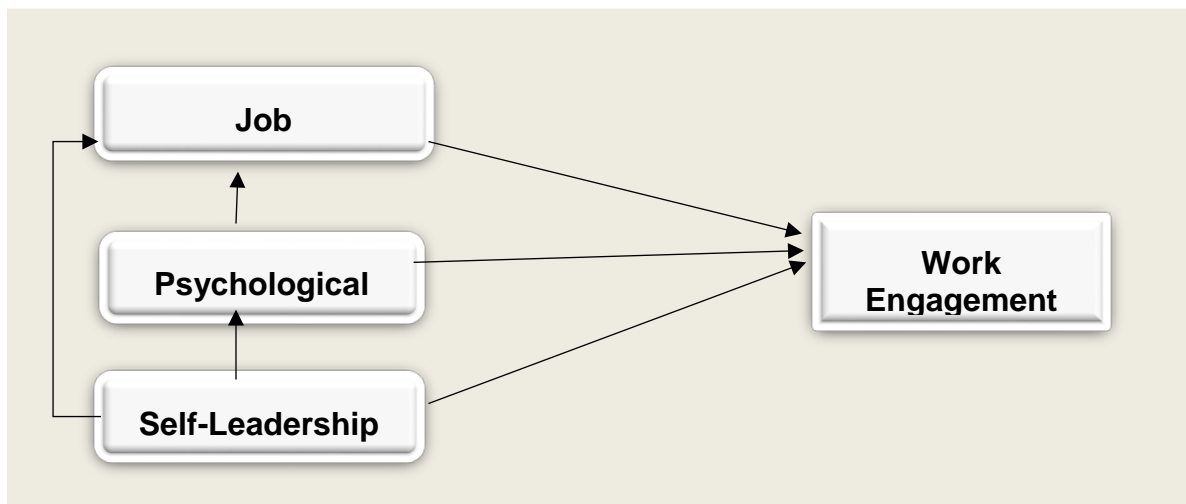 Job
Psychological
Work
Engagement
Self-Leadership